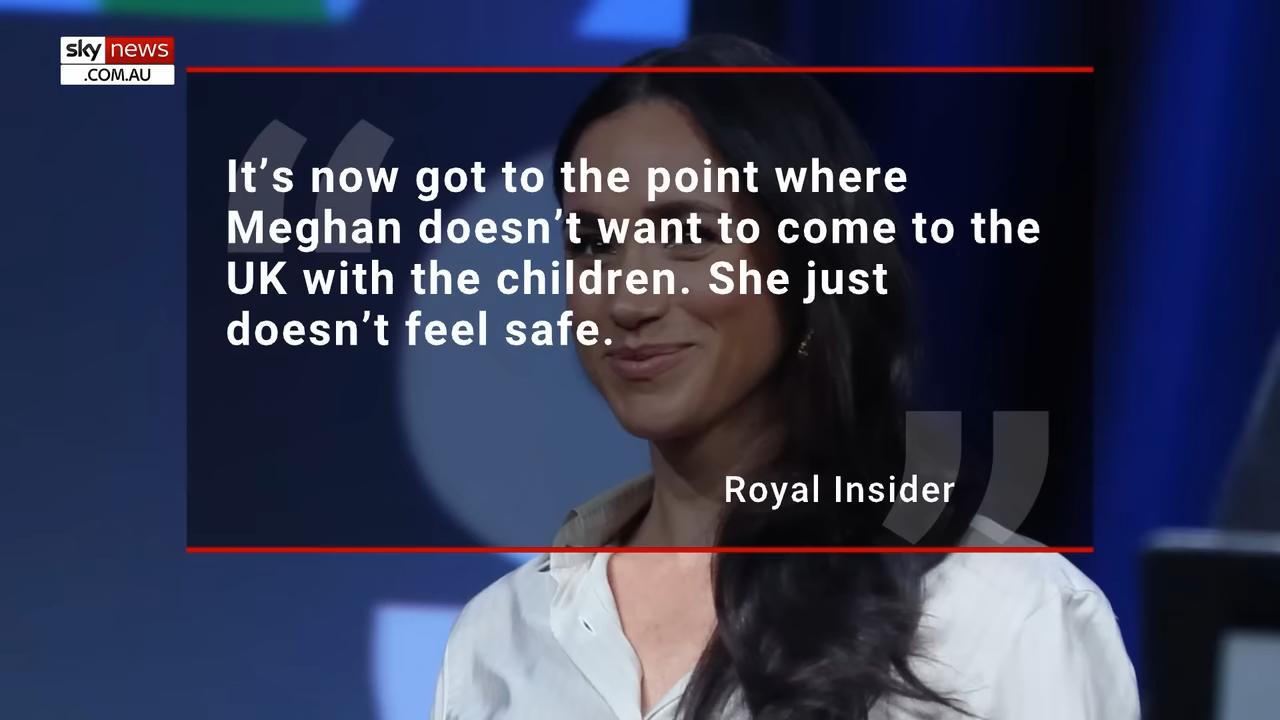 sky news
.COM.AU
“
It’s now got to the point where
Meghan doesn’t want to come to the
UK with the children. She just
doesn’t feel safe.
”
Royal Insider